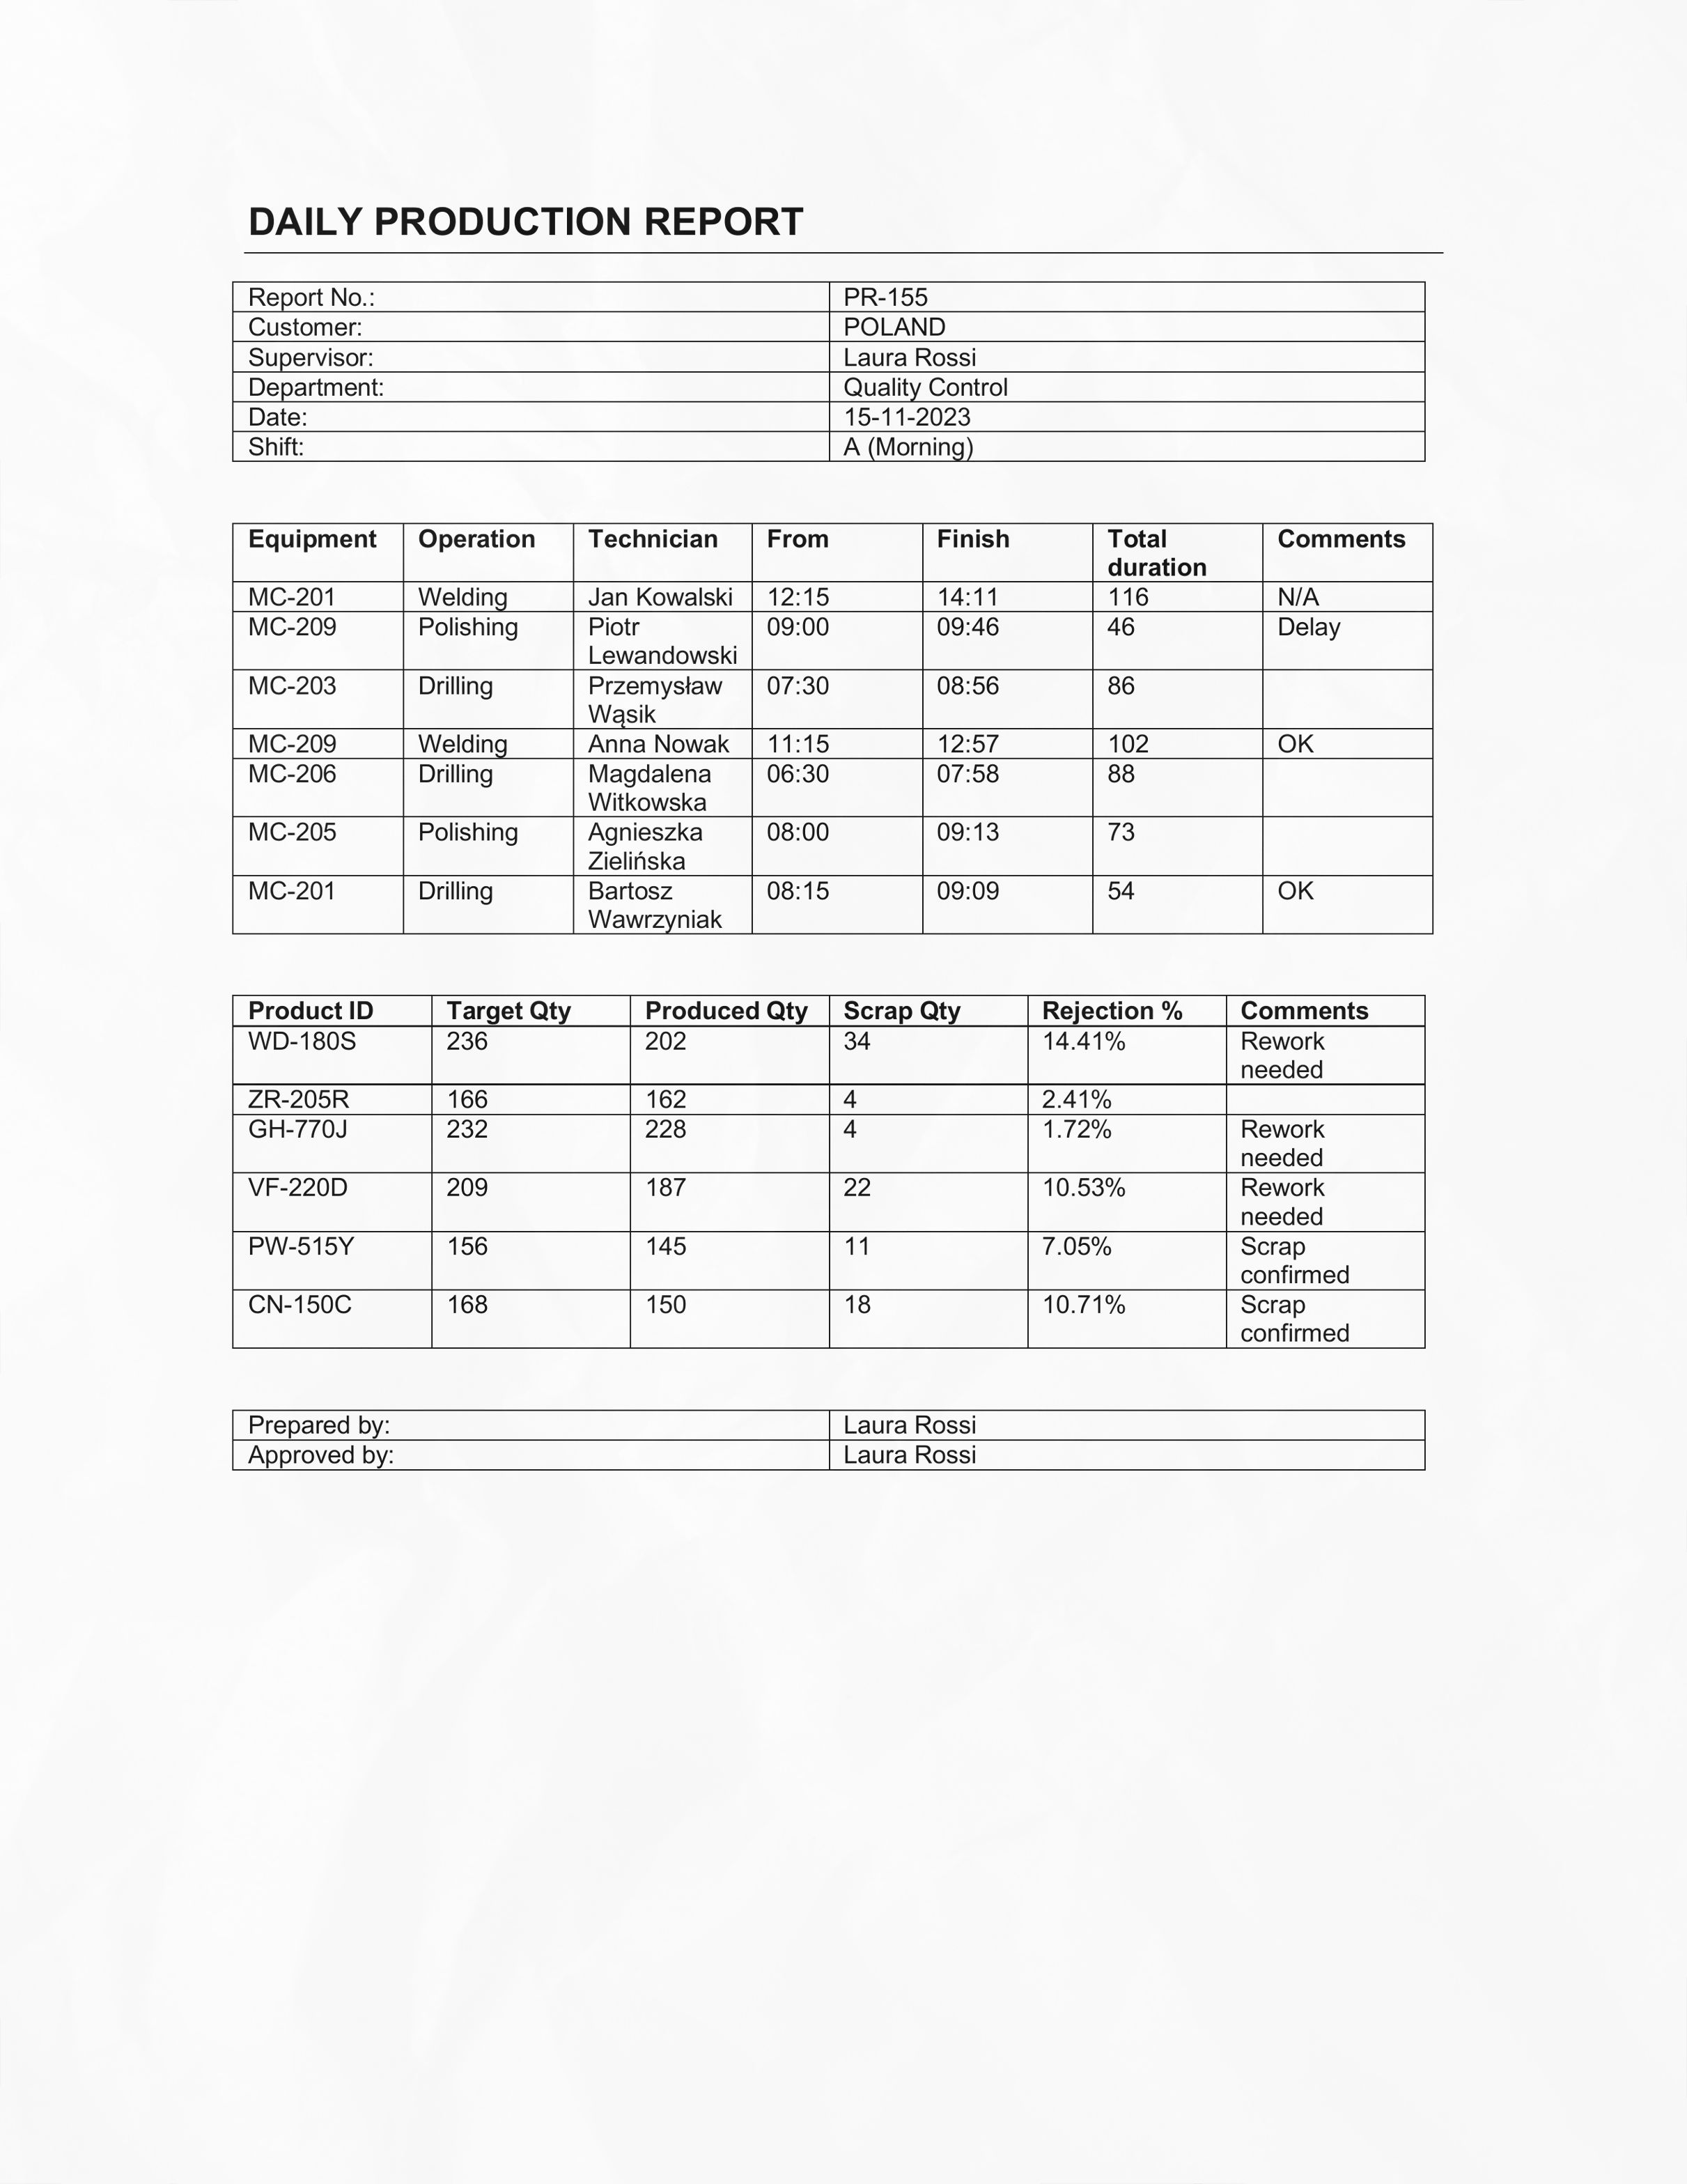 DAILY PRODUCTION REPORT
Report No.: PR-155
Customer: POLAND
Supervisor: Laura Rossi
Department: Quality Control
Date: 15-11-2023
Shift: A (Morning)
Equipment Operation Technician From Finish Total duration Comments
MC-201 Welding Jan Kowalski 12:15 14:11 116 N/A
MC-209 Polishing Piotr Lewandowski 09:00 09:46 46 Delay
MC-203 Drilling Przemysław Wąsik 07:30 08:56 86
MC-209 Welding Anna Nowak 11:15 12:57 102 OK
MC-206 Drilling Magdalena Witkowska 06:30 07:58 88
MC-205 Polishing Agnieszka Zielińska 08:00 09:13 73
MC-201 Drilling Bartosz Wawrzyniak 08:15 09:09 54 OK
Product ID Target Qty Produced Qty Scrap Qty Rejection % Comments
WD-180S 236 202 34 14.41% Rework needed
ZR-205R 166 162 4 2.41%
GH-770J 232 228 4 1.72% Rework needed
VF-220D 209 187 22 10.53% Rework needed
PW-515Y 156 145 11 7.05% Scrap confirmed
CN-150C 168 150 18 10.71% Scrap confirmed
Prepared by: Laura Rossi
Approved by: Laura Rossi